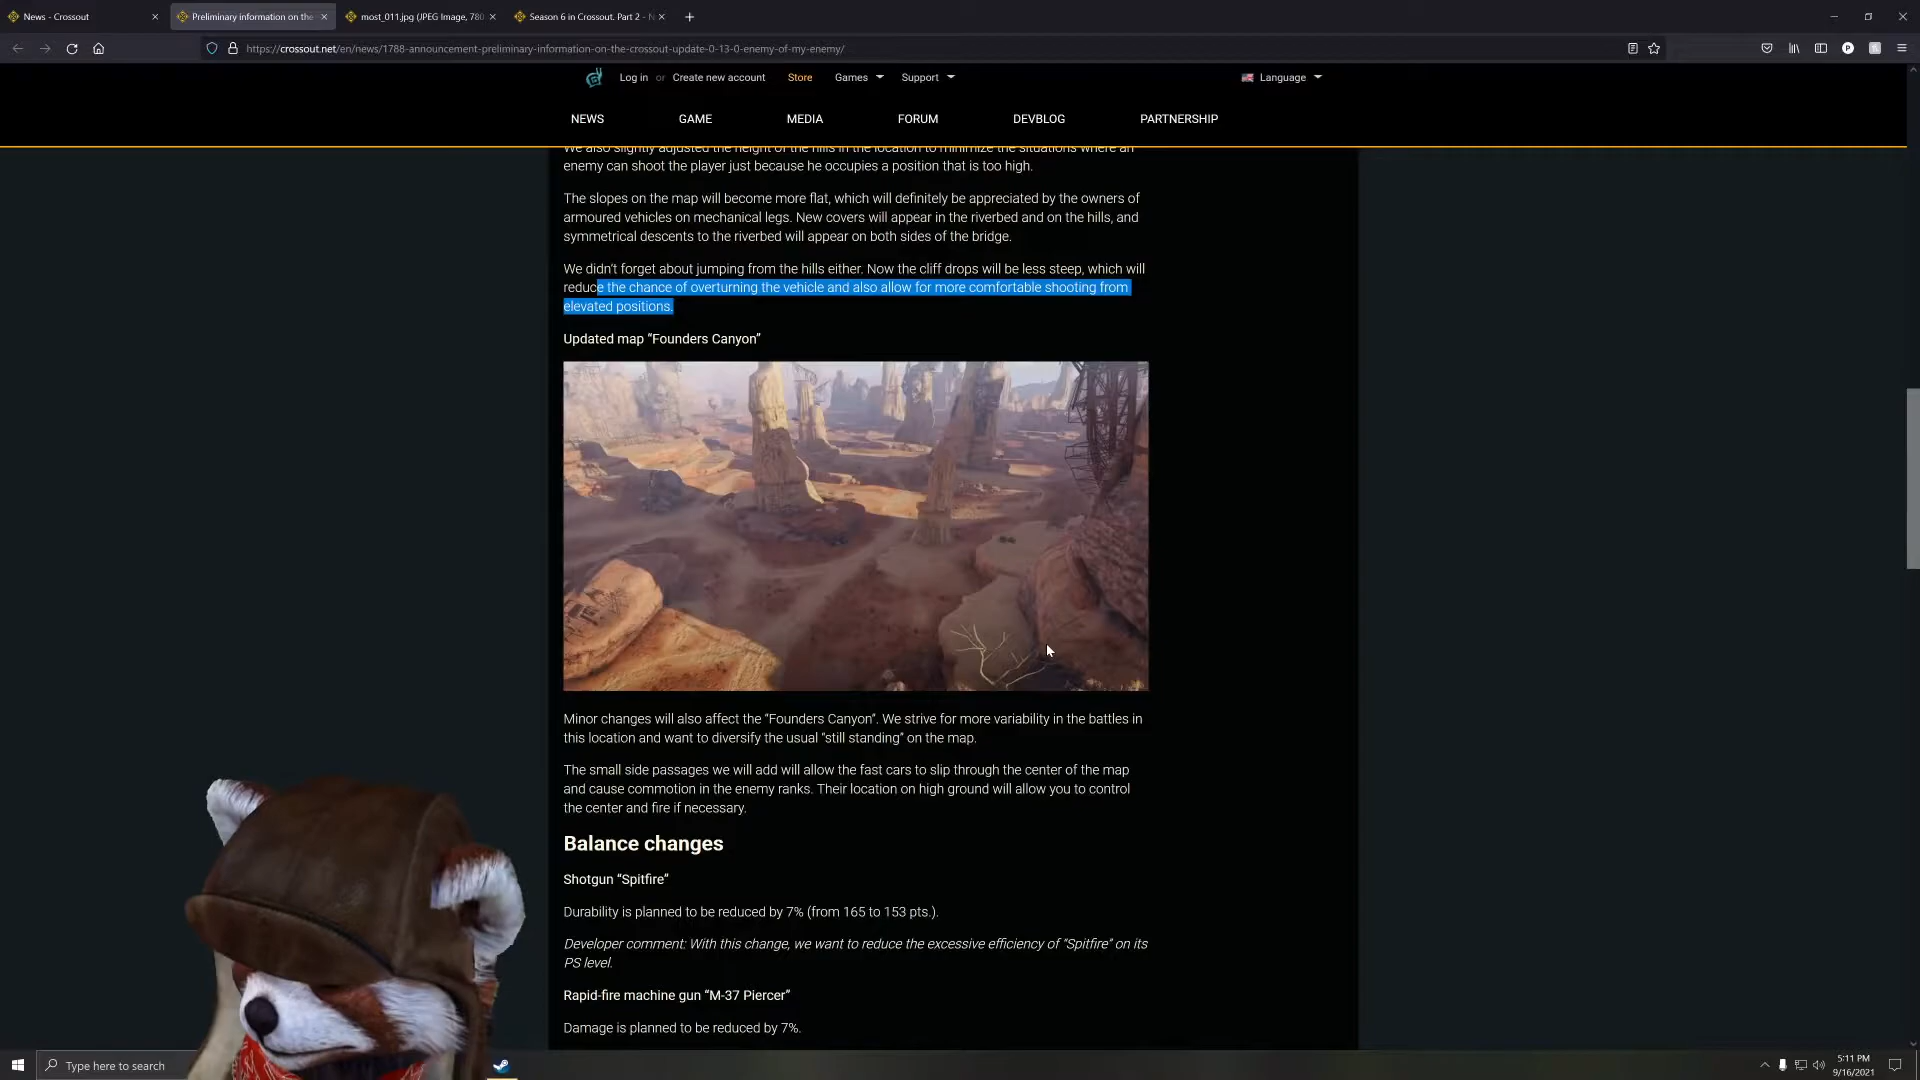 News - Crossout
Preliminary information on the
most_011.jpg (JPEG Image, 780
Season 6 in Crossout. Part 2 - N
https://crossout.net/en/news/1788-announcement-preliminary-information-on-the-crossout-update-0-13-0-enemy-of-my-enemy/
Log in or Create new account Store Games Support Language
NEWS GAME MEDIA FORUM DEVBLOG PARTNERSHIP
We also slightly adjusted the height of the hills in the location to minimize the situations where an
enemy can shoot the player just because he occupies a position that is too high.
The slopes on the map will become more flat, which will definitely be appreciated by the owners of
armoured vehicles on mechanical legs. New covers will appear in the riverbed and on the hills, and
symmetrical descents to the riverbed will appear on both sides of the bridge.
We didn't forget about jumping from the hills either. Now the cliff drops will be less steep, which will
reduce the chance of overturning the vehicle and also allow for more comfortable shooting from
elevated positions.
Updated map “Founders Canyon”
Minor changes will also affect the “Founders Canyon”. We strive for more variability in the battles in
this location and want to diversify the usual “still standing” on the map.
The small side passages we will add will allow the fast cars to slip through the center of the map
and cause commotion in the enemy ranks. Their location on high ground will allow you to control
the center and fire if necessary.
Balance changes
Shotgun “Spitfire”
Durability is planned to be reduced by 7% (from 165 to 153 pts.).
Developer comment: With this change, we want to reduce the excessive efficiency of “Spitfire” on its
PS level.
Rapid-fire machine gun “M-37 Piercer”
Damage is planned to be reduced by 7%.
Type here to search
5:11 PM
9/16/2021